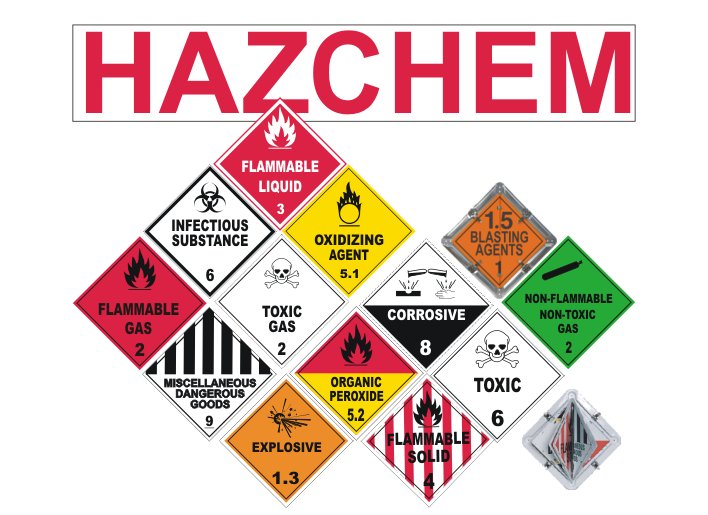 HAZCHEM
FLAMMABLE
LIQUID
3
INFECTIOUS
SUBSTANCE
6
OXIDIZING
AGENT
5.1
1.5
BLASTING
AGENTS
1
FLAMMABLE
GAS
2
TOXIC
GAS
2
CORROSIVE
8
NON-FLAMMABLE
NON-TOXIC
GAS
2
MISCELLANEOUS
DANGEROUS
GOODS
9
ORGANIC
PEROXIDE
5.2
TOXIC
6
EXPLOSIVE
1.3
FLAMMABLE
SOLID
4